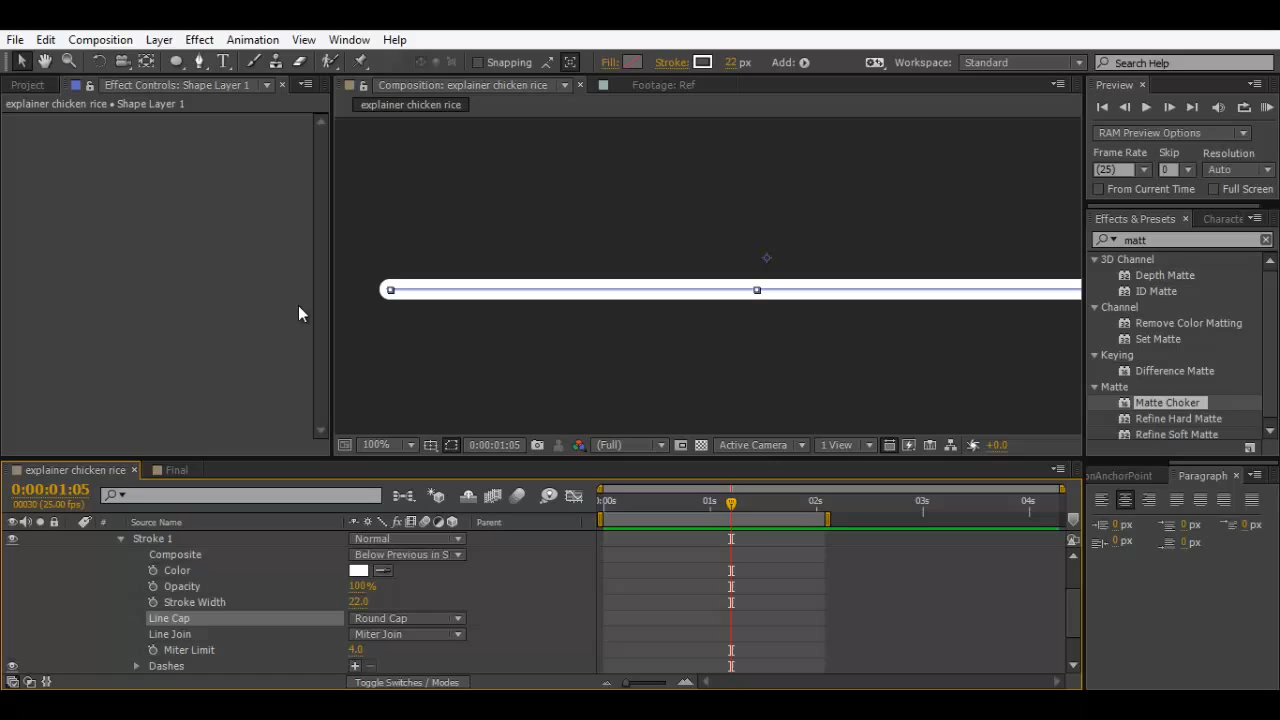 File Edit Composition Layer Effect Animation View Window Help
Snapping Fill: Stroke: 22 px Add: Workspace: Standard Search Help
Project Effect Controls: Shape Layer 1
explainer chicken rice • Shape Layer 1
Composition: explainer chicken rice Footage: Ref
explainer chicken rice
100% 0:00:01:05 (Full) Active Camera 1 View +0.0
Preview
RAM Preview Options
Frame Rate Skip Resolution
(25) 0 Auto
From Current Time Full Screen
Effects & Presets Characte
matt
3D Channel
Depth Matte
ID Matte
Channel
Remove Color Matting
Set Matte
Keying
Difference Matte
Matte
Matte Choker
Refine Hard Matte
Refine Soft Matte
explainer chicken rice Final
0:00:01:05
00030 (25.00 fps)
:00s 01s 02s 03s 04s
# Source Name Parent
Stroke 1 Normal
Composite Below Previous in S
Color
Opacity 100%
Stroke Width 22.0
Line Cap Round Cap
Line Join Miter Join
Miter Limit 4.0
Dashes
Toggle Switches / Modes
onAnchorPoint Paragraph
0 px 0 px 0 px
0 px 0 px